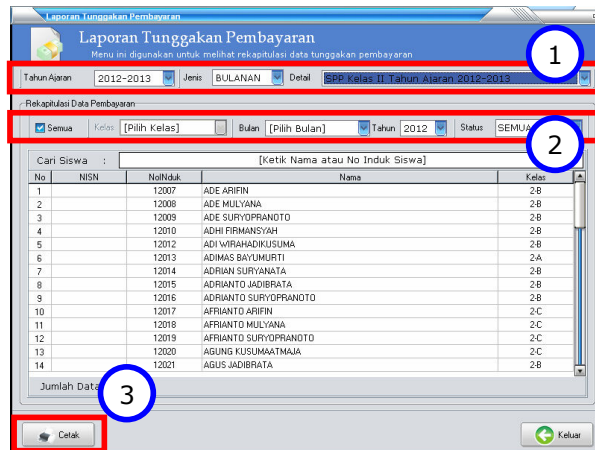 Laporan Tunggakan Pembayaran
Laporan Tunggakan Pembayaran
Menu ini digunakan untuk melihat rekapitulasi data tunggakan pembayaran
1
Tahun Ajaran 2012-2013 Jenis BULANAN Detail SPP Kelas II Tahun Ajaran 2012-2013
Rekapitulasi Data Pembayaran
Semua Kelas [Pilih Kelas] Bulan [Pilih Bulan] Tahun 2012 Status SEMUA
2
Cari Siswa : [Ketik Nama atau No Induk Siswa]
No NISN NoINduk Nama Kelas
1 12007 ADE ARIFIN 2-B
2 12008 ADE MULYANA 2-B
3 12009 ADE SURYOPRANOTO 2-B
4 12010 ADHI FIRMANSYAH 2-B
5 12012 ADI WIRAHADIKUSUMA 2-B
6 12013 ADIMAS BAYUMURTI 2-A
7 12014 ADRIAN SURYANATA 2-B
8 12015 ADRIANTO JADIBRATA 2-B
9 12016 ADRIANTO SURYOPRANOTO 2-B
10 12017 AFRIANTO ARIFIN 2-C
11 12018 AFRIANTO MULYANA 2-C
12 12019 AFRIANTO SURYOPRANOTO 2-C
13 12020 AGUNG KUSUMAATMAJA 2-C
14 12021 AGUS JADIBRATA 2-B
Jumlah Data
3
Cetak Keluar